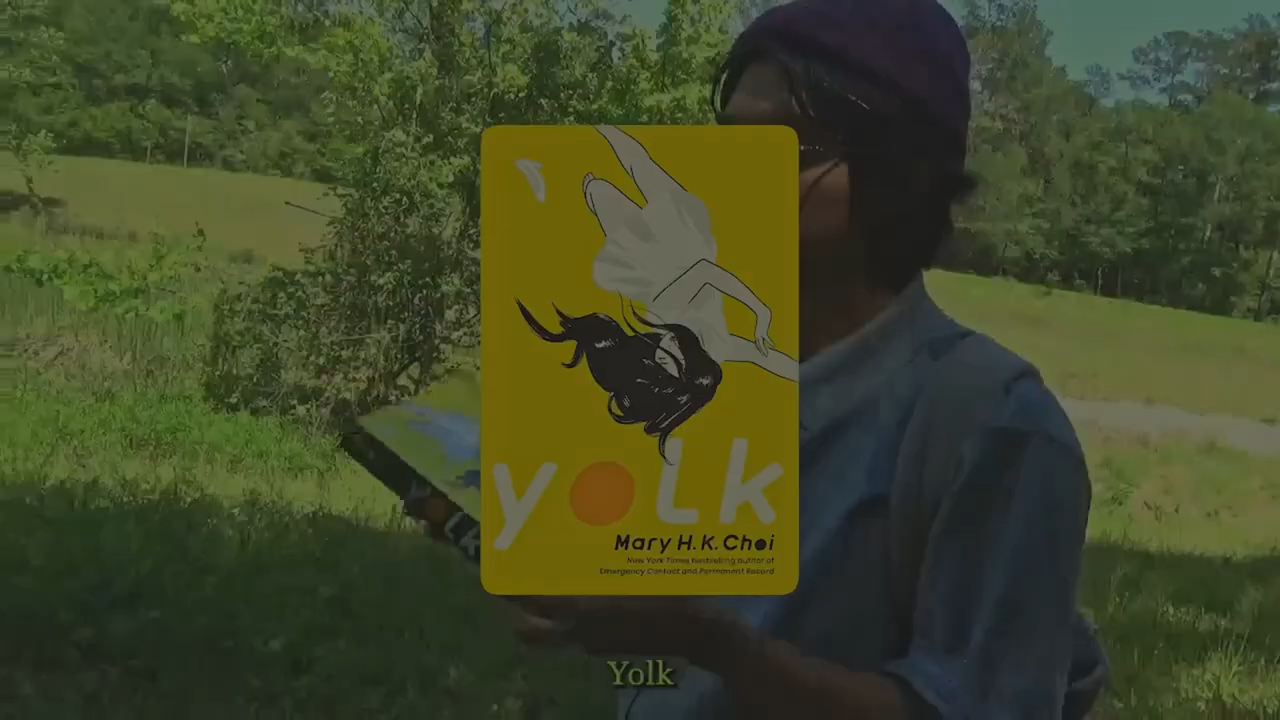 yolk
Mary H.K. Choi
New York Times bestselling author of
Emergency Contact and Permanent Record
Yolk